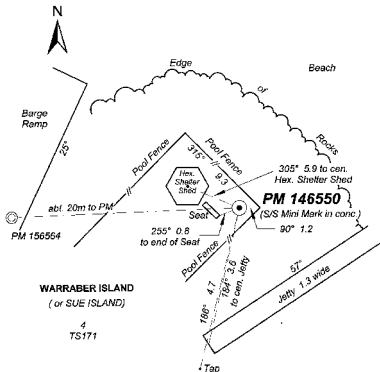 N
Edge
of
Rocks
Beach
Barge
Ramp
25°
Pool Fence
315°
Pool Fence
9.3
Hex.
Shelter
Shed
305° 5.9 to cen.
Hex. Shelter Shed
PM 146550
(S/S Mini Mark in conc.)
90° 1.2
abt. 20m to PM
Seat
PM 156564
255° 0.8
to end of Seat
Pool Fence
WARRABER ISLAND
( or SUE ISLAND)
4
TS171
186° 4.7
184° 3.6
to cen. Jetty
57°
Jetty 1.3 wide
Tap